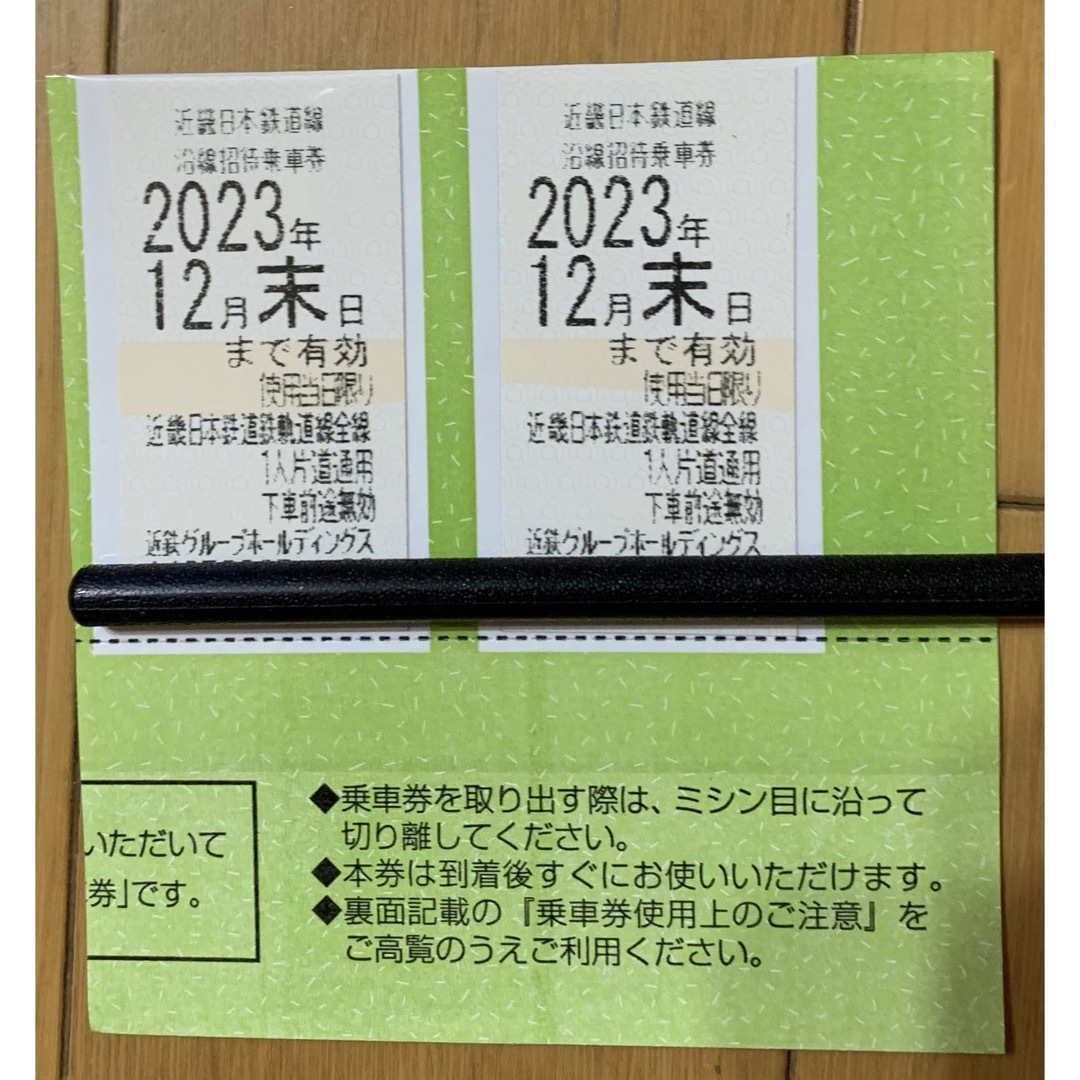 近畿日本鉄道線
沿線招待乗車券
2023年
12月末日
まで有効
使用当日限り
近畿日本鉄道鉄軌道線全線
1人片道通用
下車前途無効
近鉄グループホールディングス
近畿日本鉄道線
沿線招待乗車券
2023年
12月末日
まで有効
使用当日限り
近畿日本鉄道鉄軌道線全線
1人片道通用
下車前途無効
近鉄グループホールディングス
いただいて
券」です。
◆乗車券を取り出す際は、ミシン目に沿って
切り離してください。
◆本券は到着後すぐにお使いいただけます。
◆裏面記載の『乗車券使用上のご注意』を
ご高覧のうえご利用ください。